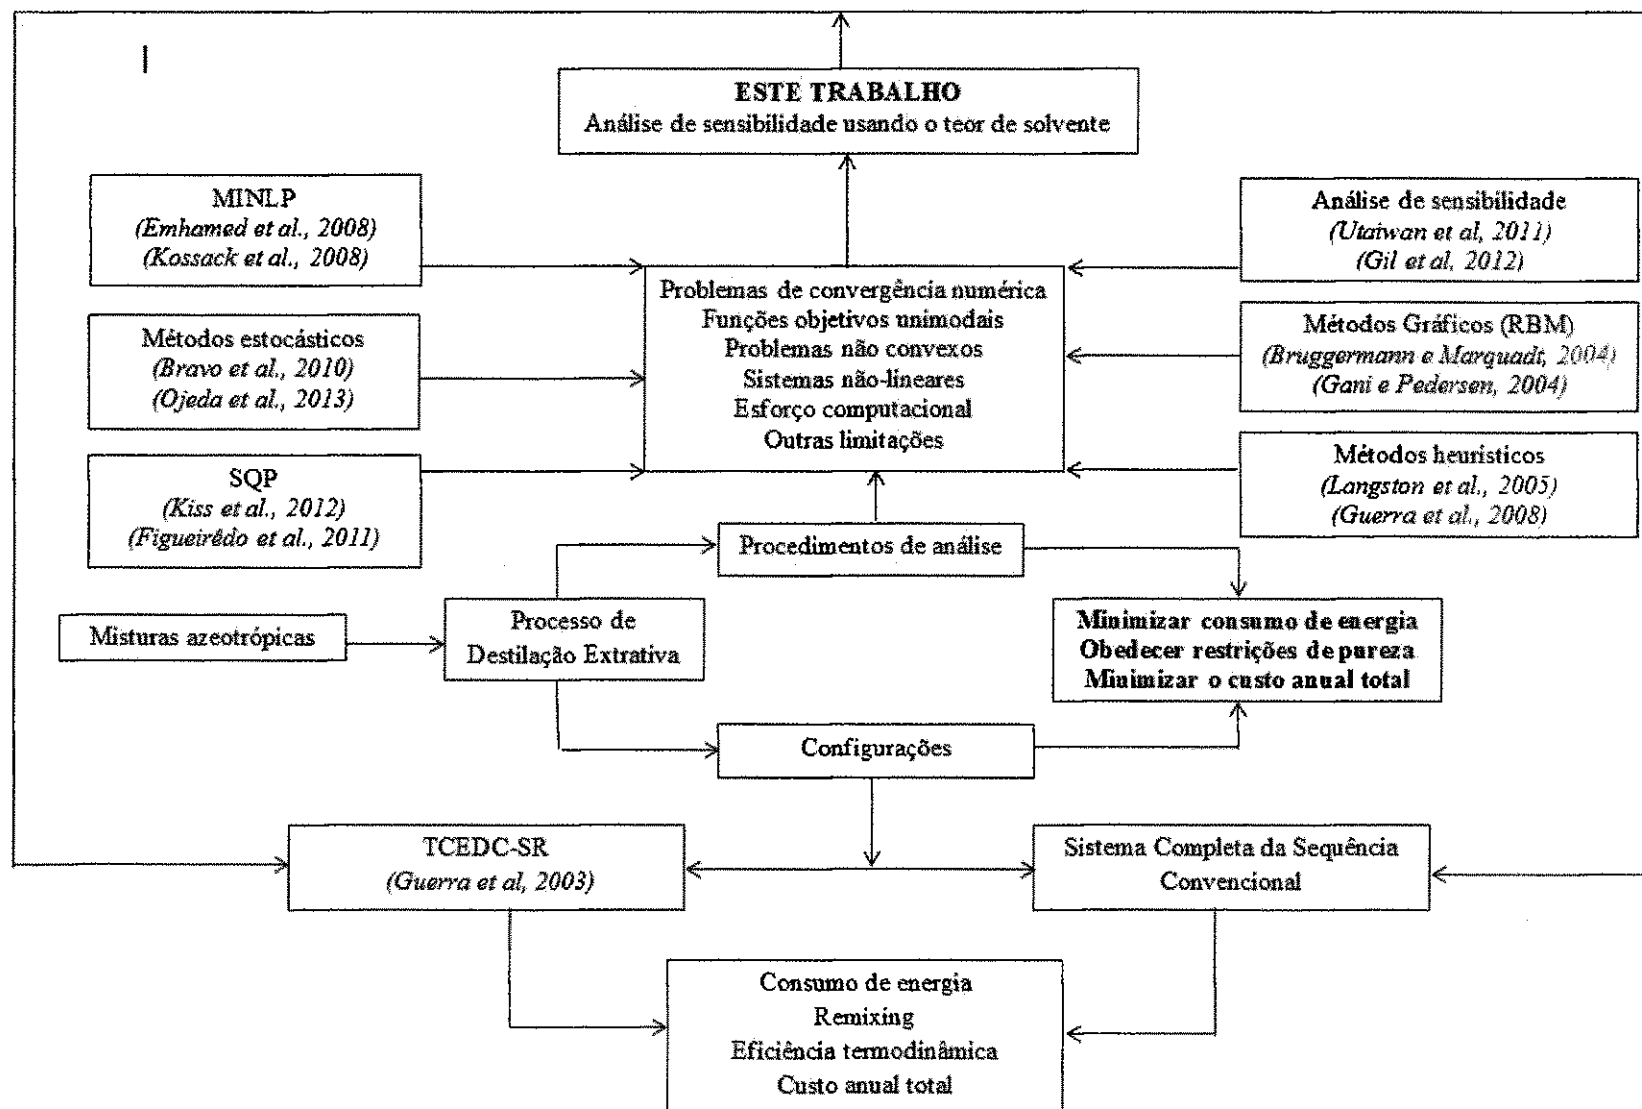 ESTE TRABALHO
Análise de sensibilidade usando o teor de solvente
MINLP
(Emhamed et al., 2008)
(Kossack et al., 2008)
Métodos estocásticos
(Bravo et al., 2010)
(Ojeda et al., 2013)
SQP
(Kiss et al., 2012)
(Figueirêdo et al., 2011)
Problemas de convergência numérica
Funções objetivos unimodais
Problemas não convexos
Sistemas não-lineares
Esforço computacional
Outras limitações
Análise de sensibilidade
(Utaiwan et al, 2011)
(Gil et al, 2012)
Métodos Gráficos (RBM)
(Bruggermann e Marquadt, 2004)
(Gani e Pedersen, 2004)
Métodos heurísticos
(Langston et al., 2005)
(Guerra et al., 2008)
Procedimentos de análise
Misturas azeotrópicas
Processo de
Destilação Extrativa
Minimizar consumo de energia
Obedecer restrições de pureza
Minimizar o custo anual total
Configurações
TCEDC-SR
(Guerra et al, 2003)
Sistema Completa da Sequência
Convencional
Consumo de energia
Remixing
Eficiência termodinâmica
Custo anual total